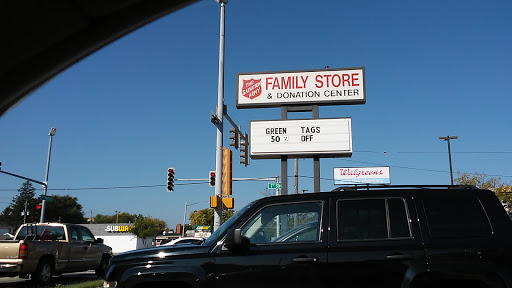 THE SALVATION ARMY
FAMILY STORE
& DONATION CENTER
GREEN TAGS
50 % OFF
Walgreens
SUBWAY